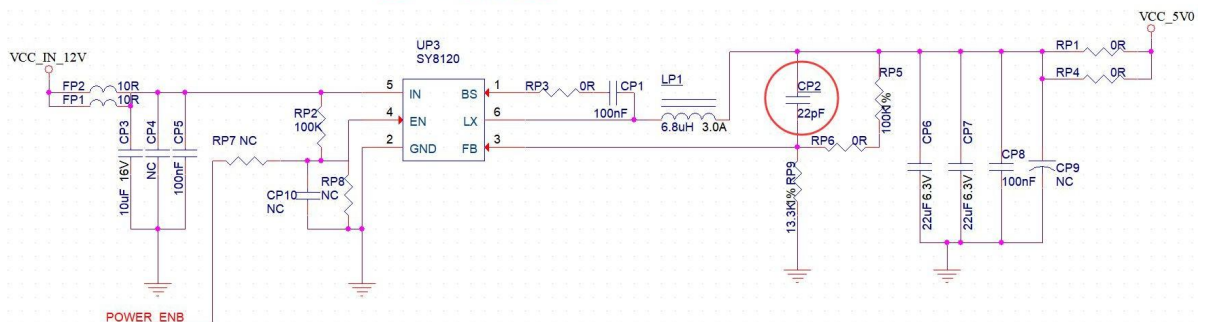 VCC_5V0
VCC_IN_12V
UP3
SY8120
FP2 10R
FP1 10R
CP3
10uF 16V
CP4
NC
CP5
100nF
RP2
100K
RP7 NC
CP10
NC
RP8
NC
5 IN
4 EN
2 GND
BS 1
LX 6
FB 3
RP3 0R
CP1
100nF
LP1
6.8uH 3.0A
CP2
22pF
RP5
100K1%
RP6 0R
RP9
13.3K1%
CP6
22uF 6.3V
CP7
22uF 6.3V
CP8
100nF
CP9
NC
RP1 0R
RP4 0R
POWER_ENB